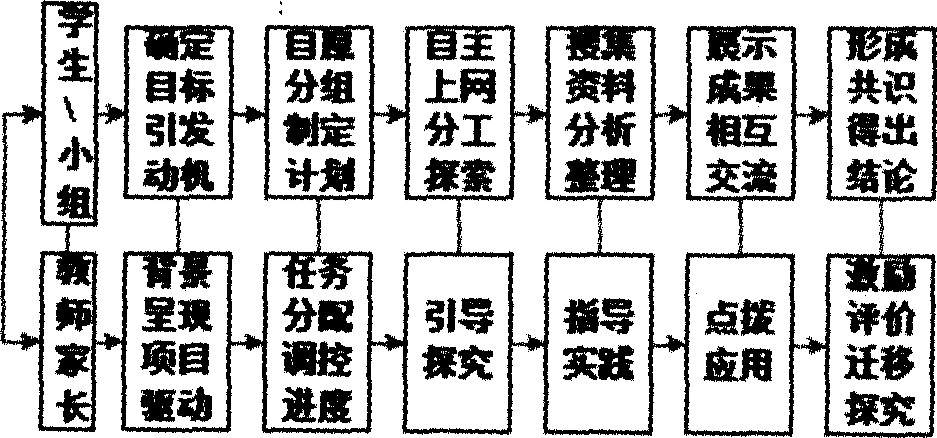 学
生
\
小
组
确定
目标
引发
动机
自愿
分组
制定
计划
自主
上网
分工
探索
搜集
资料
分析
整理
展示
成果
相互
交流
形成
共识
得出
结论
教
师
家
长
背景
呈现
项目
驱动
任务
分配
调控
进度
引导
探究
指导
实践
点拨
应用
激励
评价
迁移
探究